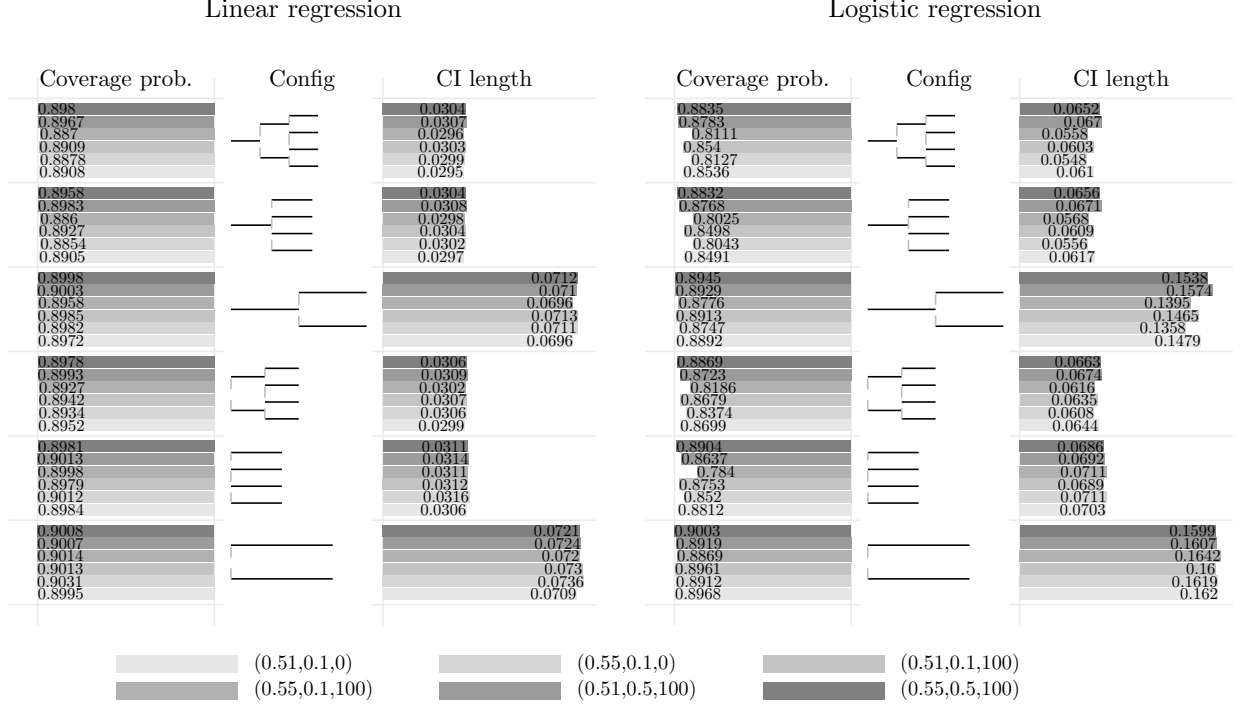 Linear regression Logistic regression
Coverage prob. Config CI length Coverage prob. Config CI length
0.898 0.0304 0.8835 0.0652
0.8967 0.0307 0.8783 0.067
0.887 0.0296 0.8111 0.0558
0.8909 0.0303 0.854 0.0603
0.8878 0.0299 0.8127 0.0548
0.8908 0.0295 0.8536 0.061
0.8958 0.0304 0.8832 0.0656
0.8983 0.0308 0.8768 0.0671
0.886 0.0298 0.8025 0.0568
0.8927 0.0304 0.8498 0.0609
0.8854 0.0302 0.8043 0.0556
0.8905 0.0297 0.8491 0.0617
0.8998 0.0712 0.8945 0.1538
0.9003 0.071 0.8929 0.1574
0.8958 0.0696 0.8776 0.1395
0.8985 0.0713 0.8913 0.1465
0.8982 0.0711 0.8747 0.1358
0.8972 0.0696 0.8892 0.1479
0.8978 0.0306 0.8869 0.0663
0.8993 0.0309 0.8723 0.0674
0.8927 0.0302 0.8186 0.0616
0.8942 0.0307 0.8679 0.0635
0.8934 0.0306 0.8374 0.0608
0.8952 0.0299 0.8699 0.0644
0.8981 0.0311 0.8904 0.0686
0.9013 0.0314 0.8637 0.0692
0.8998 0.0311 0.784 0.0711
0.8979 0.0312 0.8753 0.0689
0.9012 0.0316 0.852 0.0711
0.8984 0.0306 0.8812 0.0703
0.9008 0.0721 0.9003 0.1599
0.9007 0.0724 0.8919 0.1607
0.9014 0.072 0.8869 0.1642
0.9013 0.073 0.8961 0.16
0.9031 0.0736 0.8912 0.1619
0.8995 0.0709 0.8968 0.162
(0.51,0.1,0) (0.55,0.1,0) (0.51,0.1,100)
(0.55,0.1,100) (0.51,0.5,100) (0.55,0.5,100)